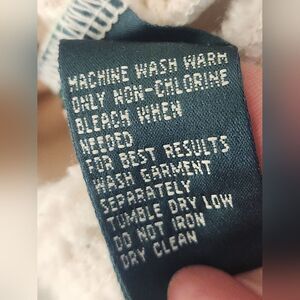 MACHINE WASH WARM
ONLY NON-CHLORINE
BLEACH WHEN
NEEDED
FOR BEST RESULTS
WASH GARMENT
SEPARATELY
TUMBLE DRY LOW
DO NOT IRON
DRY CLEAN